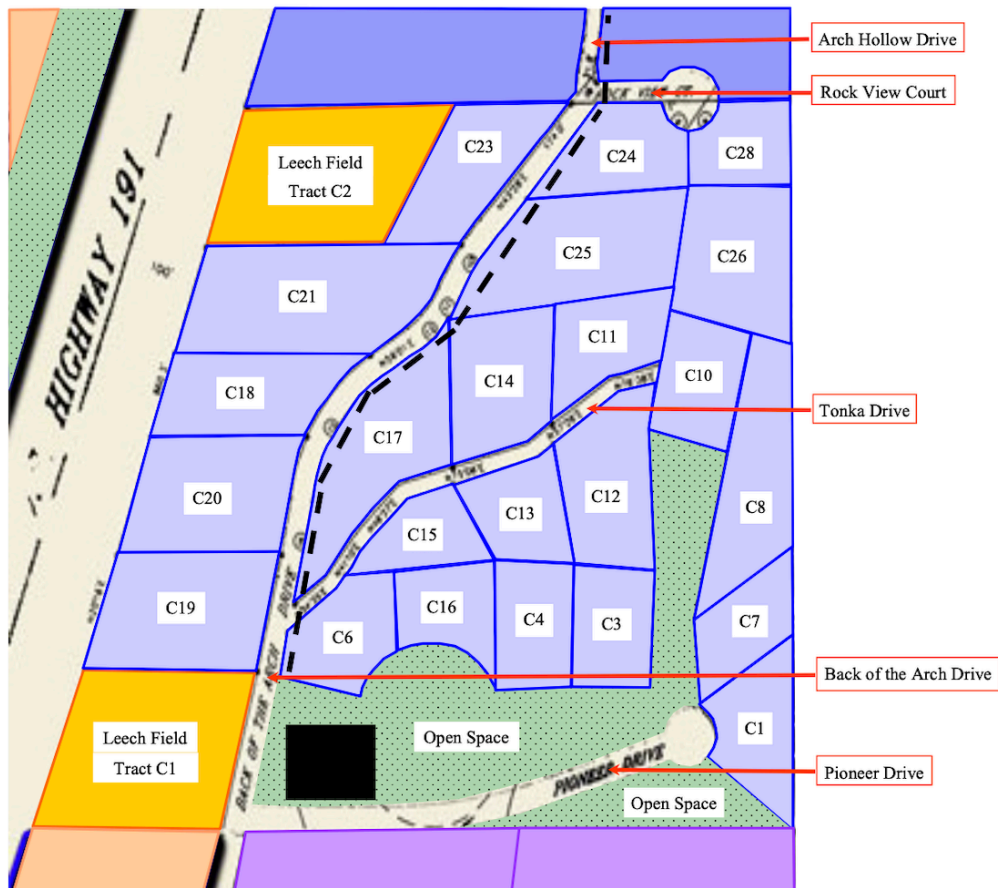 Arch Hollow Drive
Rock View Court
C23
C24
C28
Leech Field
Tract C2
HIGHWAY 191
C25
C26
C21
C11
C14
C10
C18
Tonka Drive
C17
C20
C12
C8
C13
C15
DRIVE
C19
C16
C4
C3
C7
C6
Back of the Arch Drive
BACK OF THE ARCH
C1
Leech Field
Tract C1
Open Space
PIONEER DRIVE
Pioneer Drive
Open Space